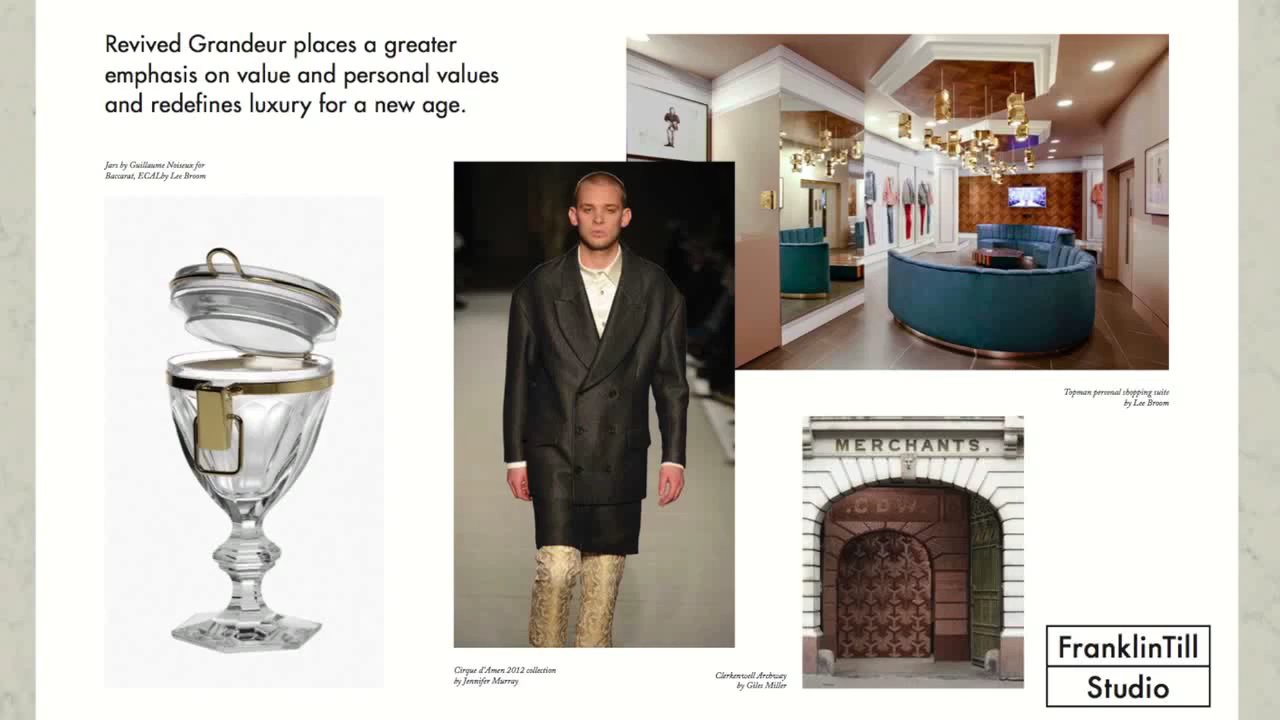 Revived Grandeur places a greater
emphasis on value and personal values
and redefines luxury for a new age.
Jars by Guillaume Noiseux for
Baccarat, ECALby Lee Broom
Topman personal shopping suite
by Lee Broom
MERCHANTS.
CDW
Cirque d'Amen 2012 collection
by Jennifer Murray
Clerkenwell Archway
by Giles Miller
FranklinTill
Studio